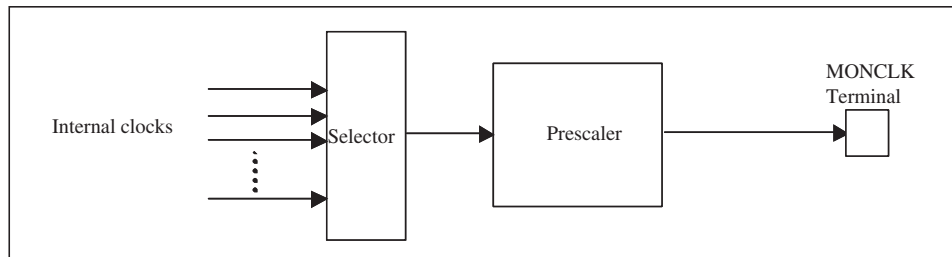 MONCLK
Terminal
Internal clocks
Selector
Prescaler